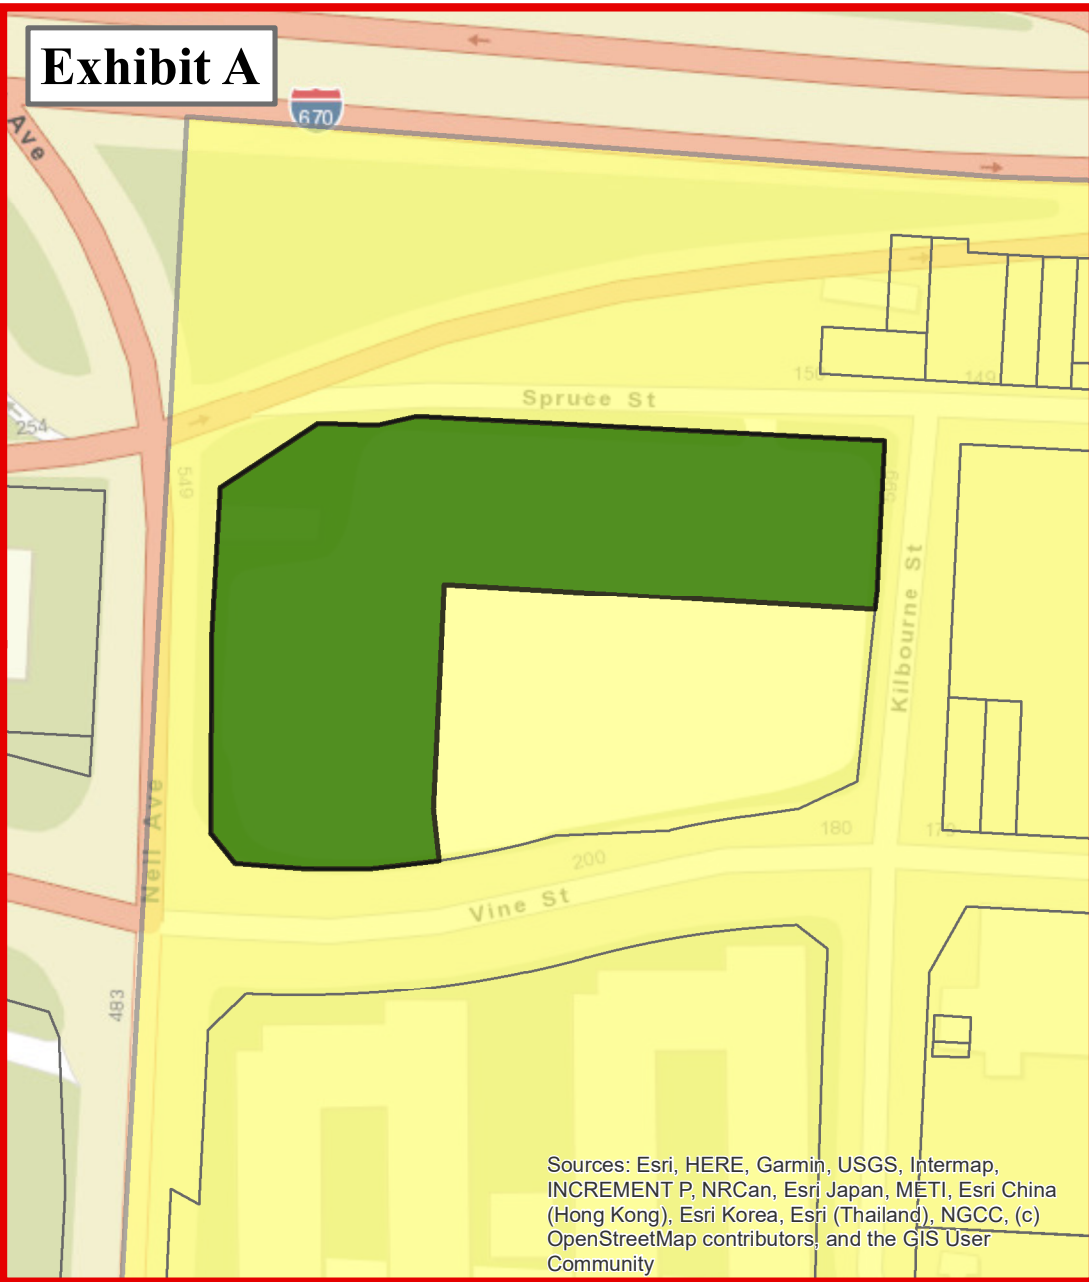 Exhibit A
670
Ave
254
150
149
Spruce St
549
Kilbourne St
Neil Ave
180
200
Vine St
483
Sources: Esri, HERE, Garmin, USGS, Intermap,
INCREMENT P, NRCan, Esri Japan, METI, Esri China
(Hong Kong), Esri Korea, Esri (Thailand), NGCC, (c)
OpenStreetMap contributors, and the GIS User
Community